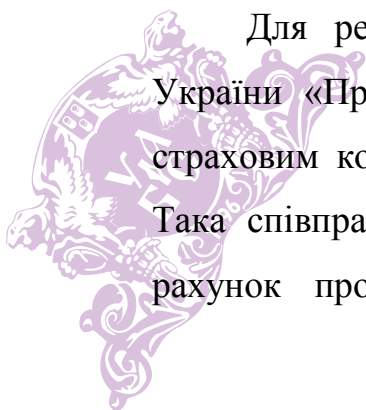 Для ре
України «Пр
страховим ко
Така співпра
рахунок про